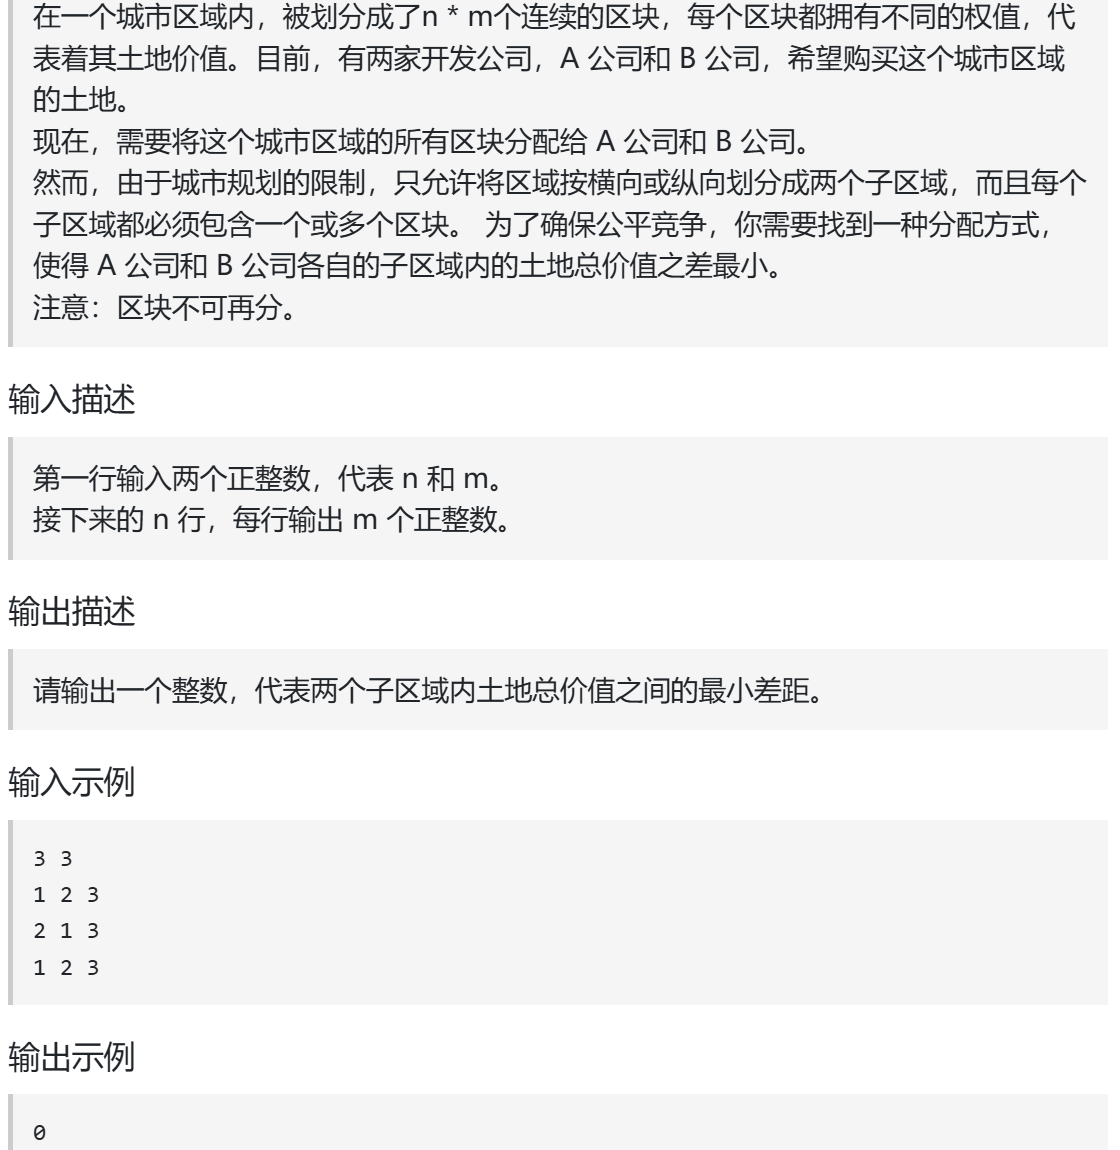 在一个城市区域内，被划分成了n * m个连续的区块，每个区块都拥有不同的权值，代
表着其土地价值。目前，有两家开发公司，A 公司和 B 公司，希望购买这个城市区域
的土地。
现在，需要将这个城市区域的所有区块分配给 A 公司和 B 公司。
然而，由于城市规划的限制，只允许将区域按横向或纵向划分成两个子区域，而且每个
子区域都必须包含一个或多个区块。 为了确保公平竞争，你需要找到一种分配方式，
使得 A 公司和 B 公司各自的子区域内的土地总价值之差最小。
注意：区块不可再分。
输入描述
第一行输入两个正整数，代表 n 和 m。
接下来的 n 行，每行输出 m 个正整数。
输出描述
请输出一个整数，代表两个子区域内土地总价值之间的最小差距。
输入示例
3 3
1 2 3
2 1 3
1 2 3
输出示例
0